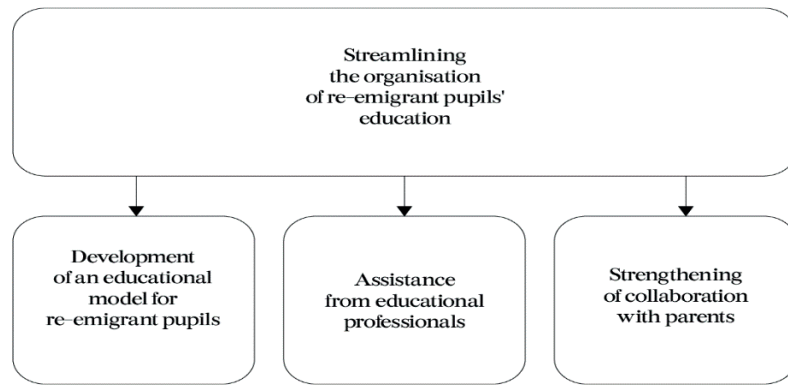 Streamlining
the organisation
of re-emigrant pupils'
education
Development
of an educational
model for
re-emigrant pupils
Assistance
from educational
professionals
Strengthening
of collaboration
with parents